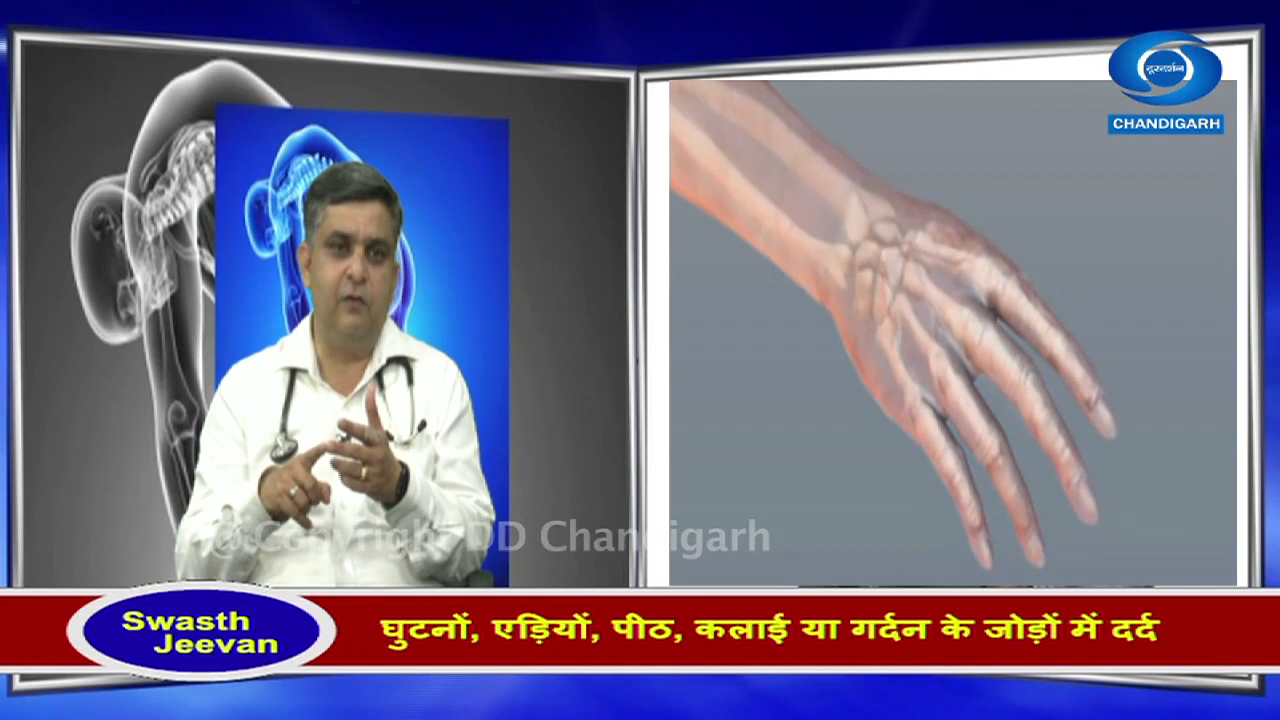 दूरदर्शन
CHANDIGARH
@Copyright DD Chandigarh
Swasth
Jeevan
घुटनों, एड़ियों, पीठ, कलाई या गर्दन के जोड़ों में दर्द